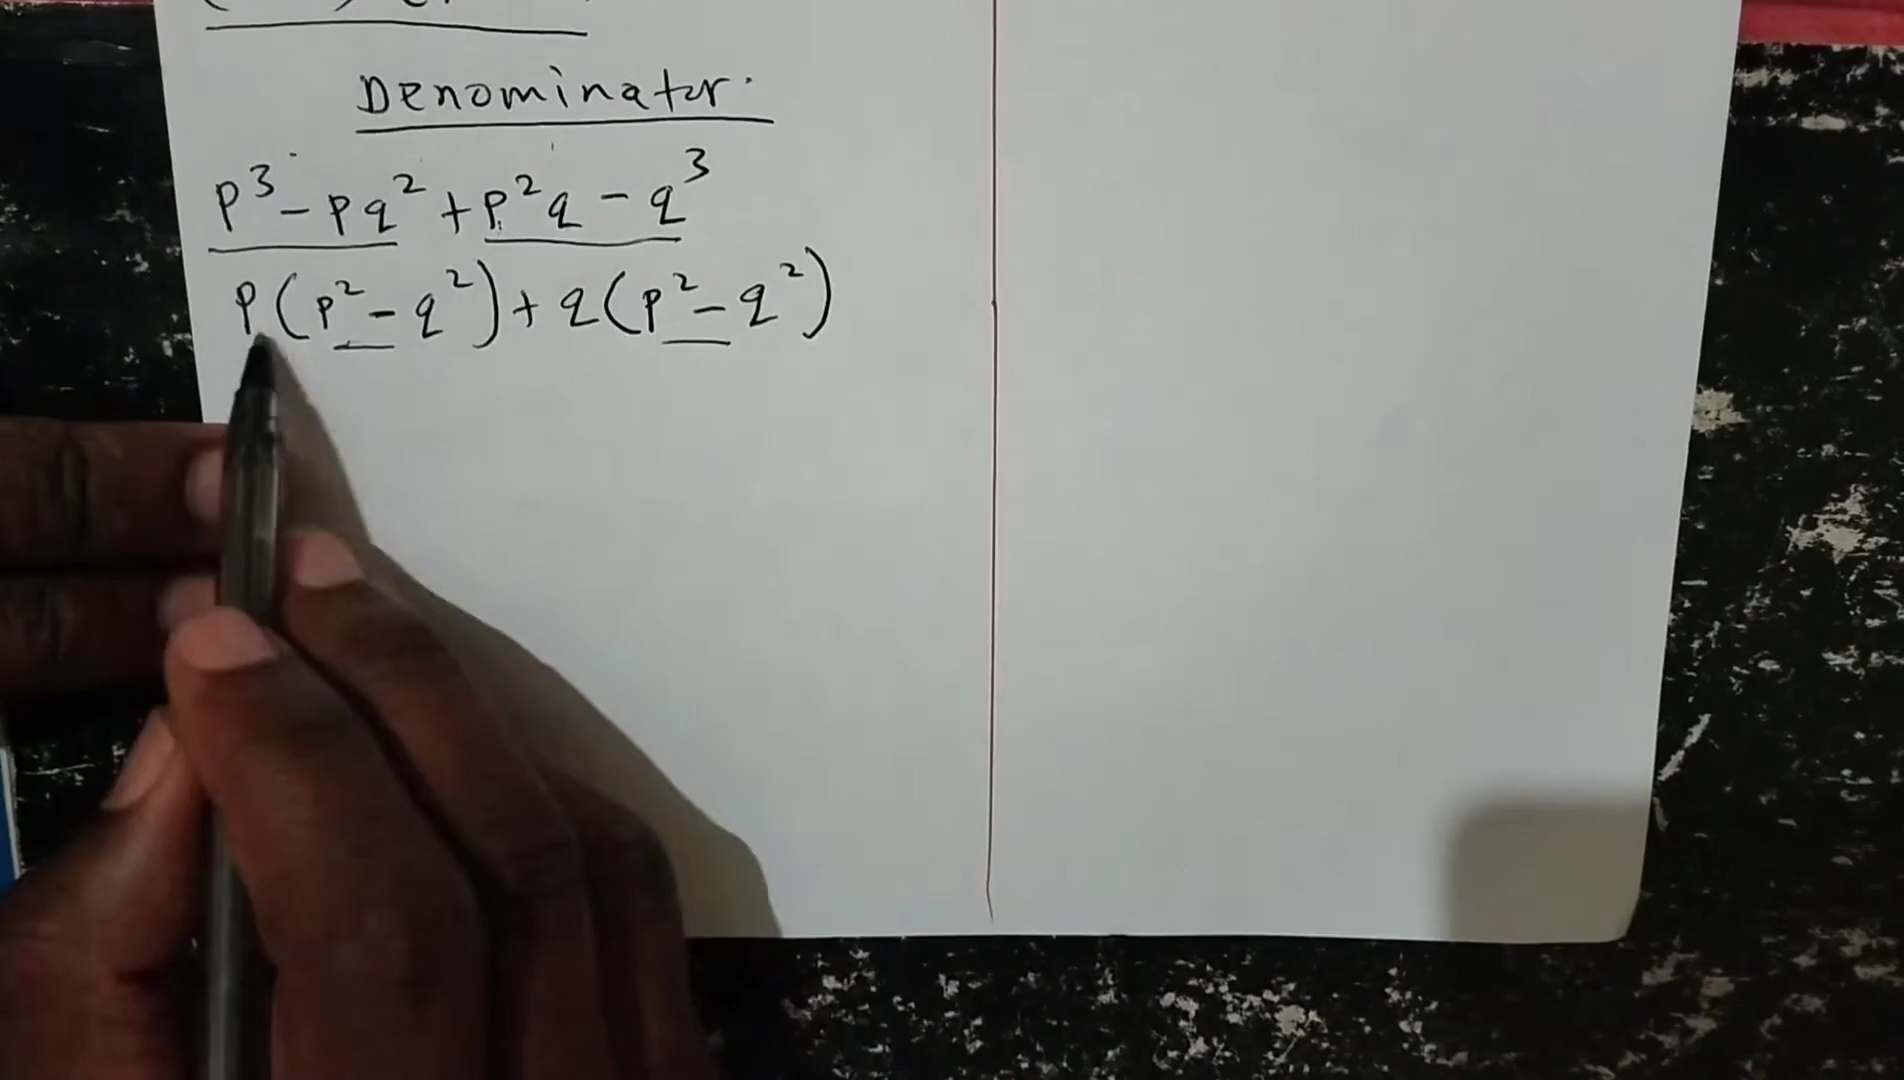 Denominator.
p³ - pq² + p²q - q³
p(p² - q²) + q(p² - q²)